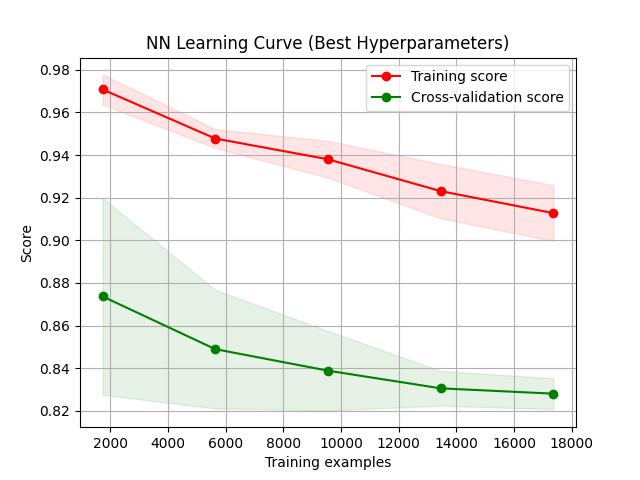 NN Learning Curve (Best Hyperparameters)
Training score
Cross-validation score
0.98
0.96
0.94
0.92
0.90
0.88
0.86
0.84
0.82
Score
2000 4000 6000 8000 10000 12000 14000 16000 18000
Training examples